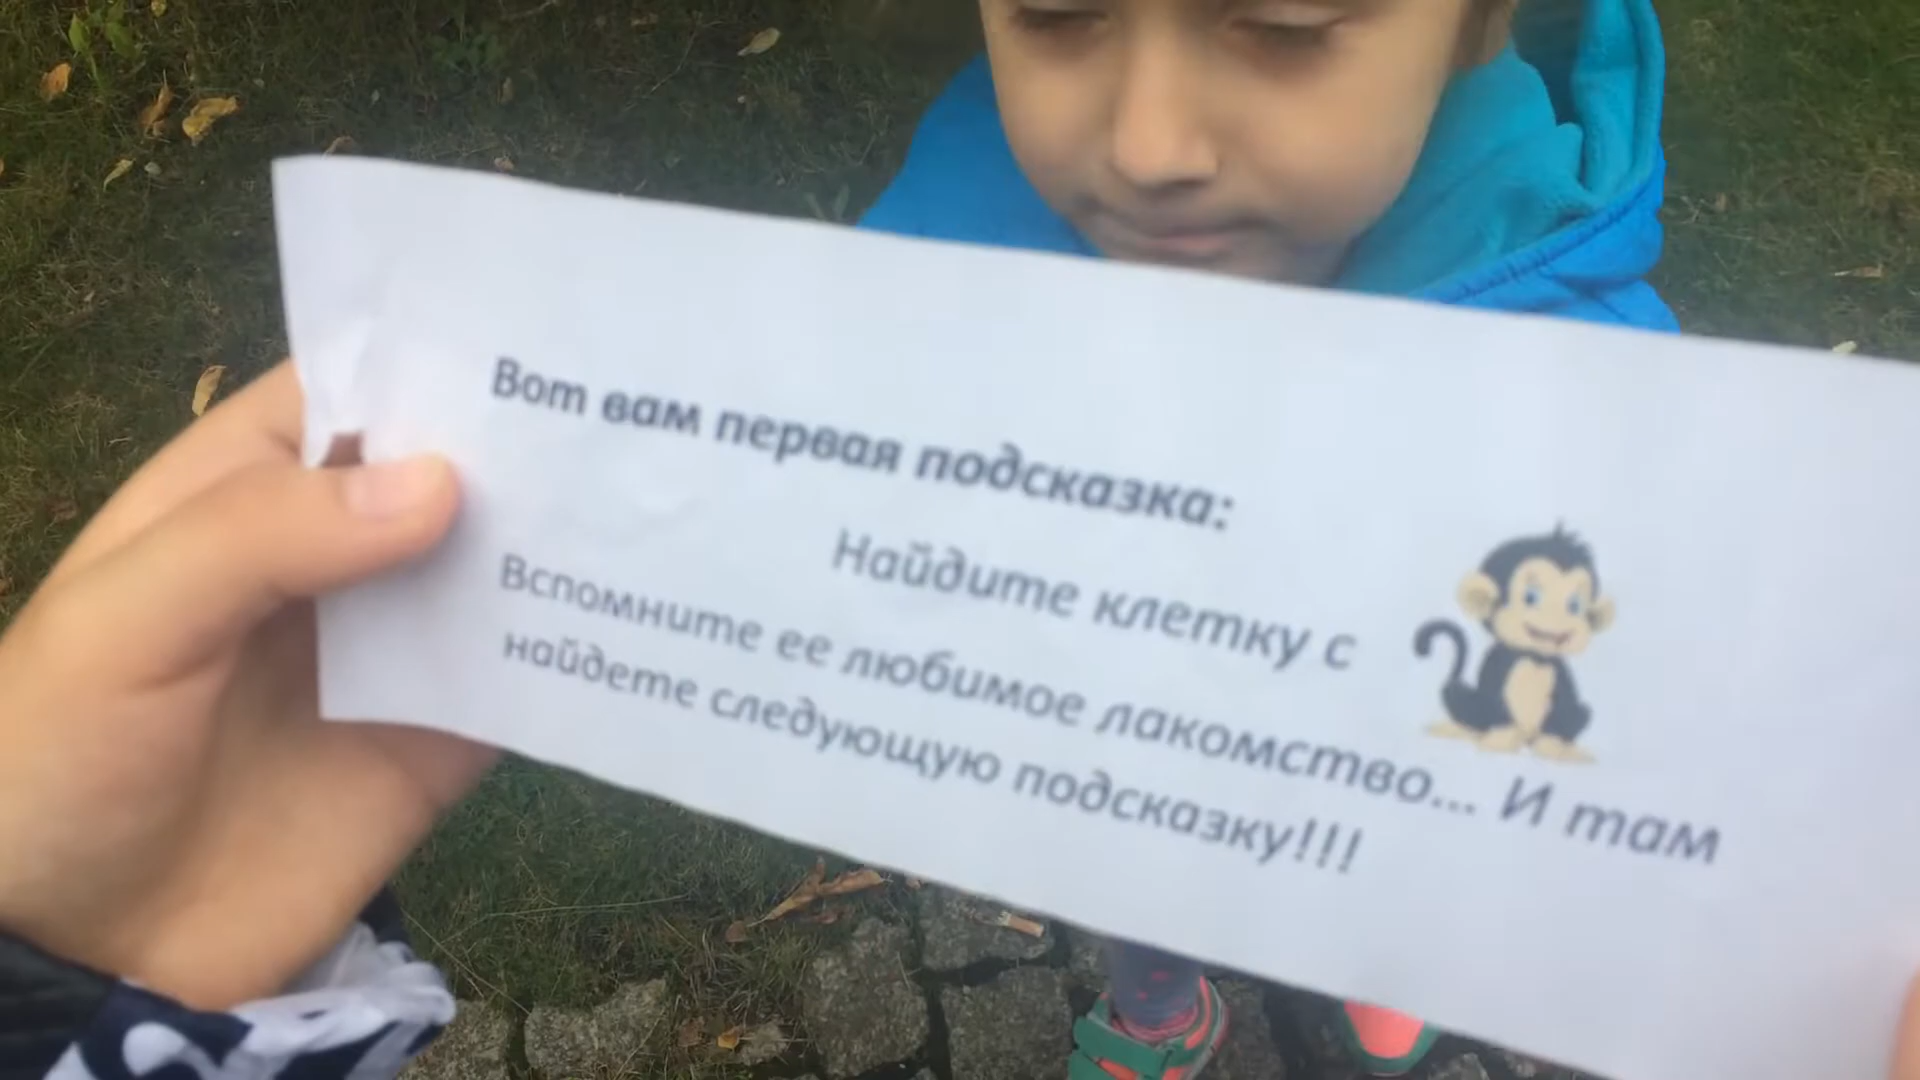 Вот вам первая подсказка:
Найдите клетку с
Вспомните ее любимое лакомство... И там
найдете следующую подсказку!!!